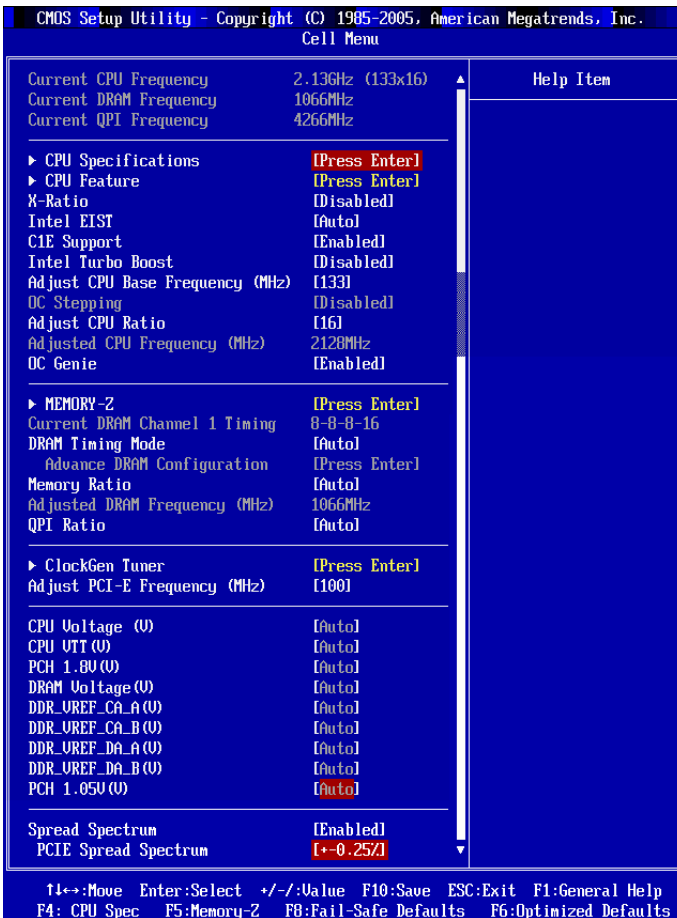 CMOS Setup Utility - Copyright (C) 1985-2005, American Megatrends, Inc.
Cell Menu
Current CPU Frequency 2.13GHz (133x16)
Current DRAM Frequency 1066MHz
Current QPI Frequency 4266MHz
Help Item
▶ CPU Specifications [Press Enter]
▶ CPU Feature [Press Enter]
X-Ratio [Disabled]
Intel EIST [Auto]
C1E Support [Enabled]
Intel Turbo Boost [Disabled]
Adjust CPU Base Frequency (MHz) [133]
OC Stepping [Disabled]
Adjust CPU Ratio [16]
Adjusted CPU Frequency (MHz) 2128MHz
OC Genie [Enabled]
▶ MEMORY-Z [Press Enter]
Current DRAM Channel 1 Timing 8-8-8-16
DRAM Timing Mode [Auto]
Advance DRAM Configuration [Press Enter]
Memory Ratio [Auto]
Adjusted DRAM Frequency (MHz) 1066MHz
QPI Ratio [Auto]
▶ ClockGen Tuner [Press Enter]
Adjust PCI-E Frequency (MHz) [100]
CPU Voltage (V) [Auto]
CPU VTT(V) [Auto]
PCH 1.8V(V) [Auto]
DRAM Voltage(V) [Auto]
DDR_VREF_CA_A(V) [Auto]
DDR_VREF_CA_B(V) [Auto]
DDR_VREF_DA_A(V) [Auto]
DDR_VREF_DA_B(V) [Auto]
PCH 1.05V(V) [Auto]
Spread Spectrum [Enabled]
PCIE Spread Spectrum [+-0.25%]
↑↓←→:Move Enter:Select +/-/:Value F10:Save ESC:Exit F1:General Help
F4: CPU Spec F5:Memory-Z F8:Fail-Safe Defaults F6:Optimized Defaults